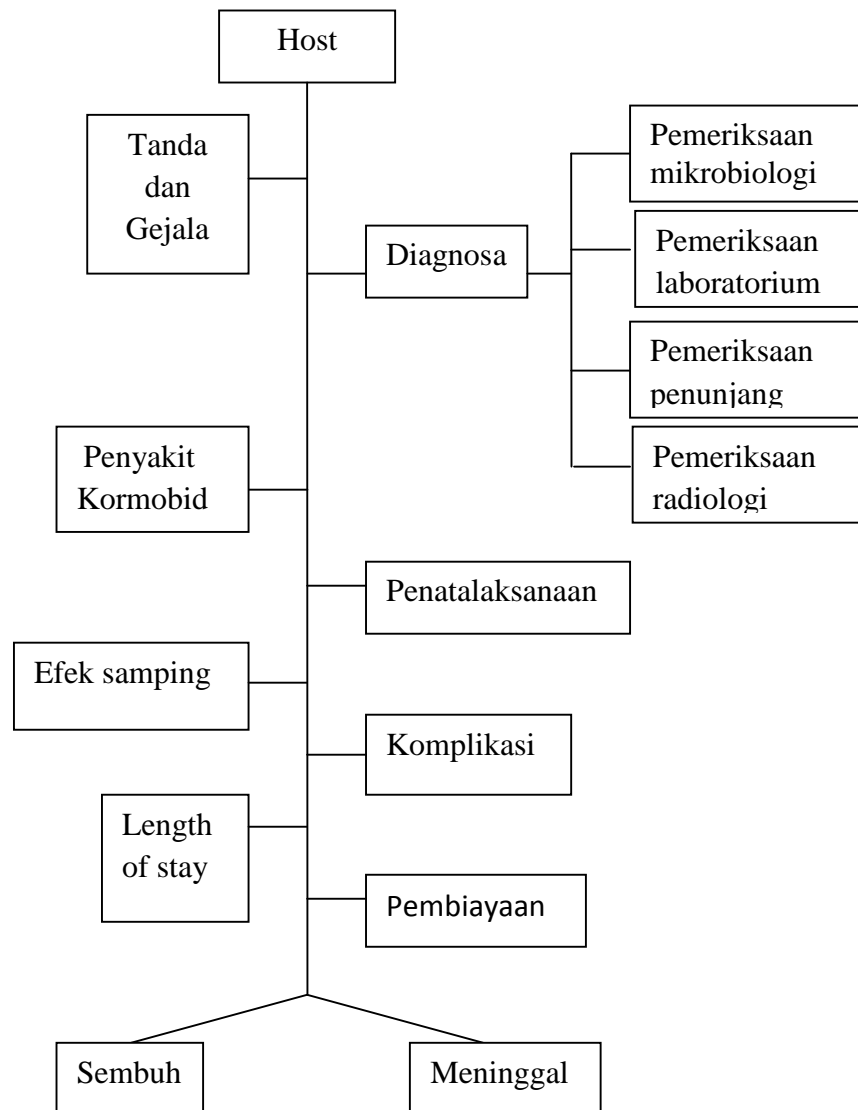 Host
Tanda
dan
Gejala
Pemeriksaan
mikrobiologi
Diagnosa
Pemeriksaan
laboratorium
Pemeriksaan
penunjang
Penyakit
Kormobid
Pemeriksaan
radiologi
Penatalaksanaan
Efek samping
Komplikasi
Length
of stay
Pembiayaan
Sembuh
Meninggal